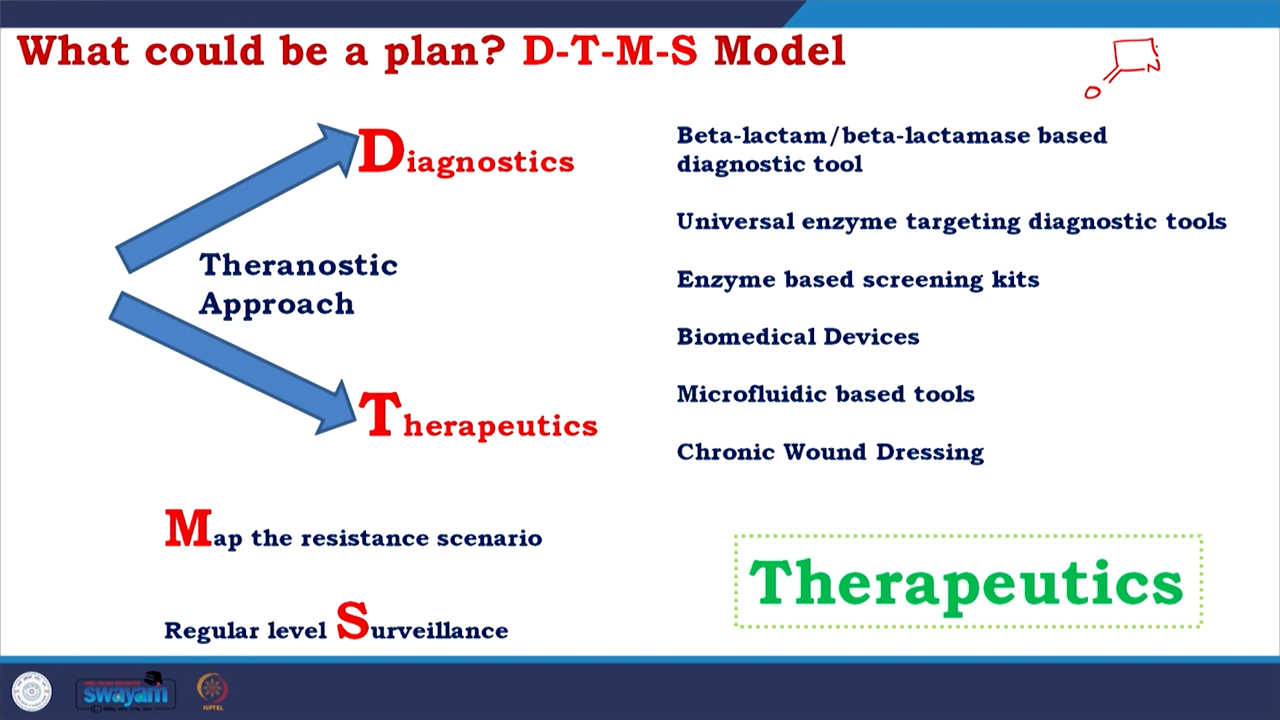 What could be a plan? D-T-M-S Model
Diagnostics
Theranostic
Approach
Therapeutics
Map the resistance scenario
Regular level Surveillance
Beta-lactam/beta-lactamase based
diagnostic tool
Universal enzyme targeting diagnostic tools
Enzyme based screening kits
Biomedical Devices
Microfluidic based tools
Chronic Wound Dressing
Therapeutics
O
N
swayam
NPTEL